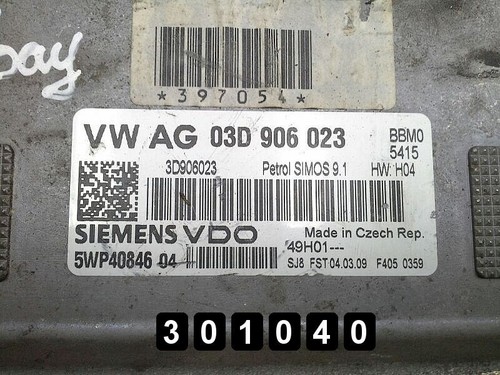 *397054*
VW AG 03D 906 023
BBM0
5415
3D906023 Petrol SIMOS 9.1 HW: H04
SIEMENS VDO
Made in Czech Rep.
49H01---
5WP40846 04
SJ8 FST 04.03.09 F405 0359
301040